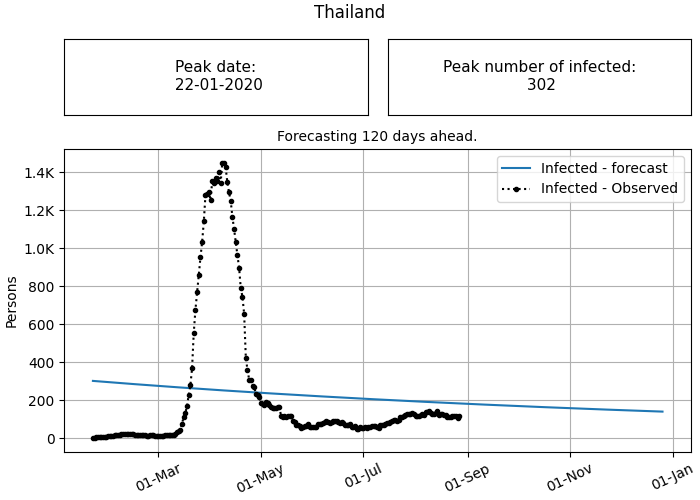 Thailand
Peak date:
22-01-2020
Peak number of infected:
302
Forecasting 120 days ahead.
Infected - forecast
Infected - Observed
1.4K
1.2K
1.0K
800
600
400
200
0
Persons
01-Mar
01-May
01-Jul
01-Sep
01-Nov
01-Jan